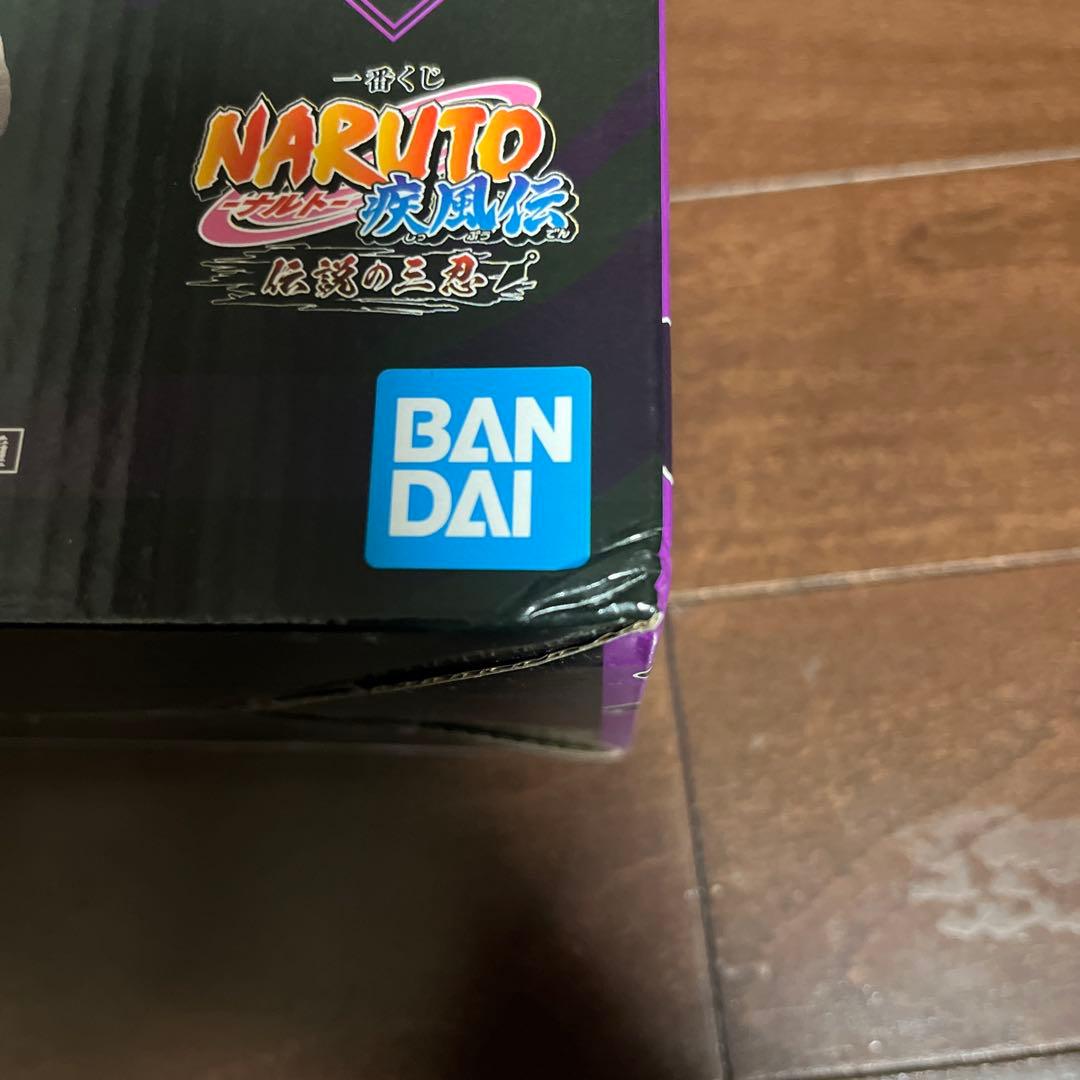 一番くじ
NARUTO
-ナルト-
疾風伝
しっ ぷう でん
伝説の三忍
BAN
DAI